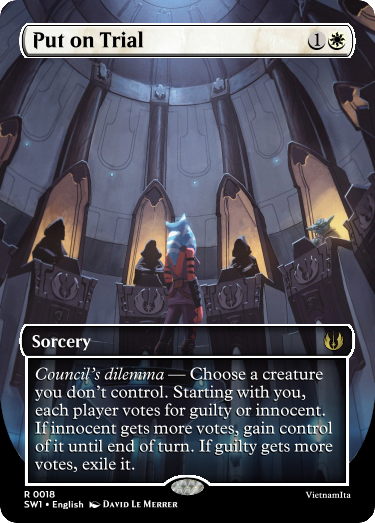 Put on Trial 1
Sorcery
Council's dilemma — Choose a creature
you don't control. Starting with you,
each player votes for guilty or innocent.
If innocent gets more votes, gain control
of it until end of turn. If guilty gets more
votes, exile it.
R 0018
SW1 • English David Le Merrer
VietnamIta